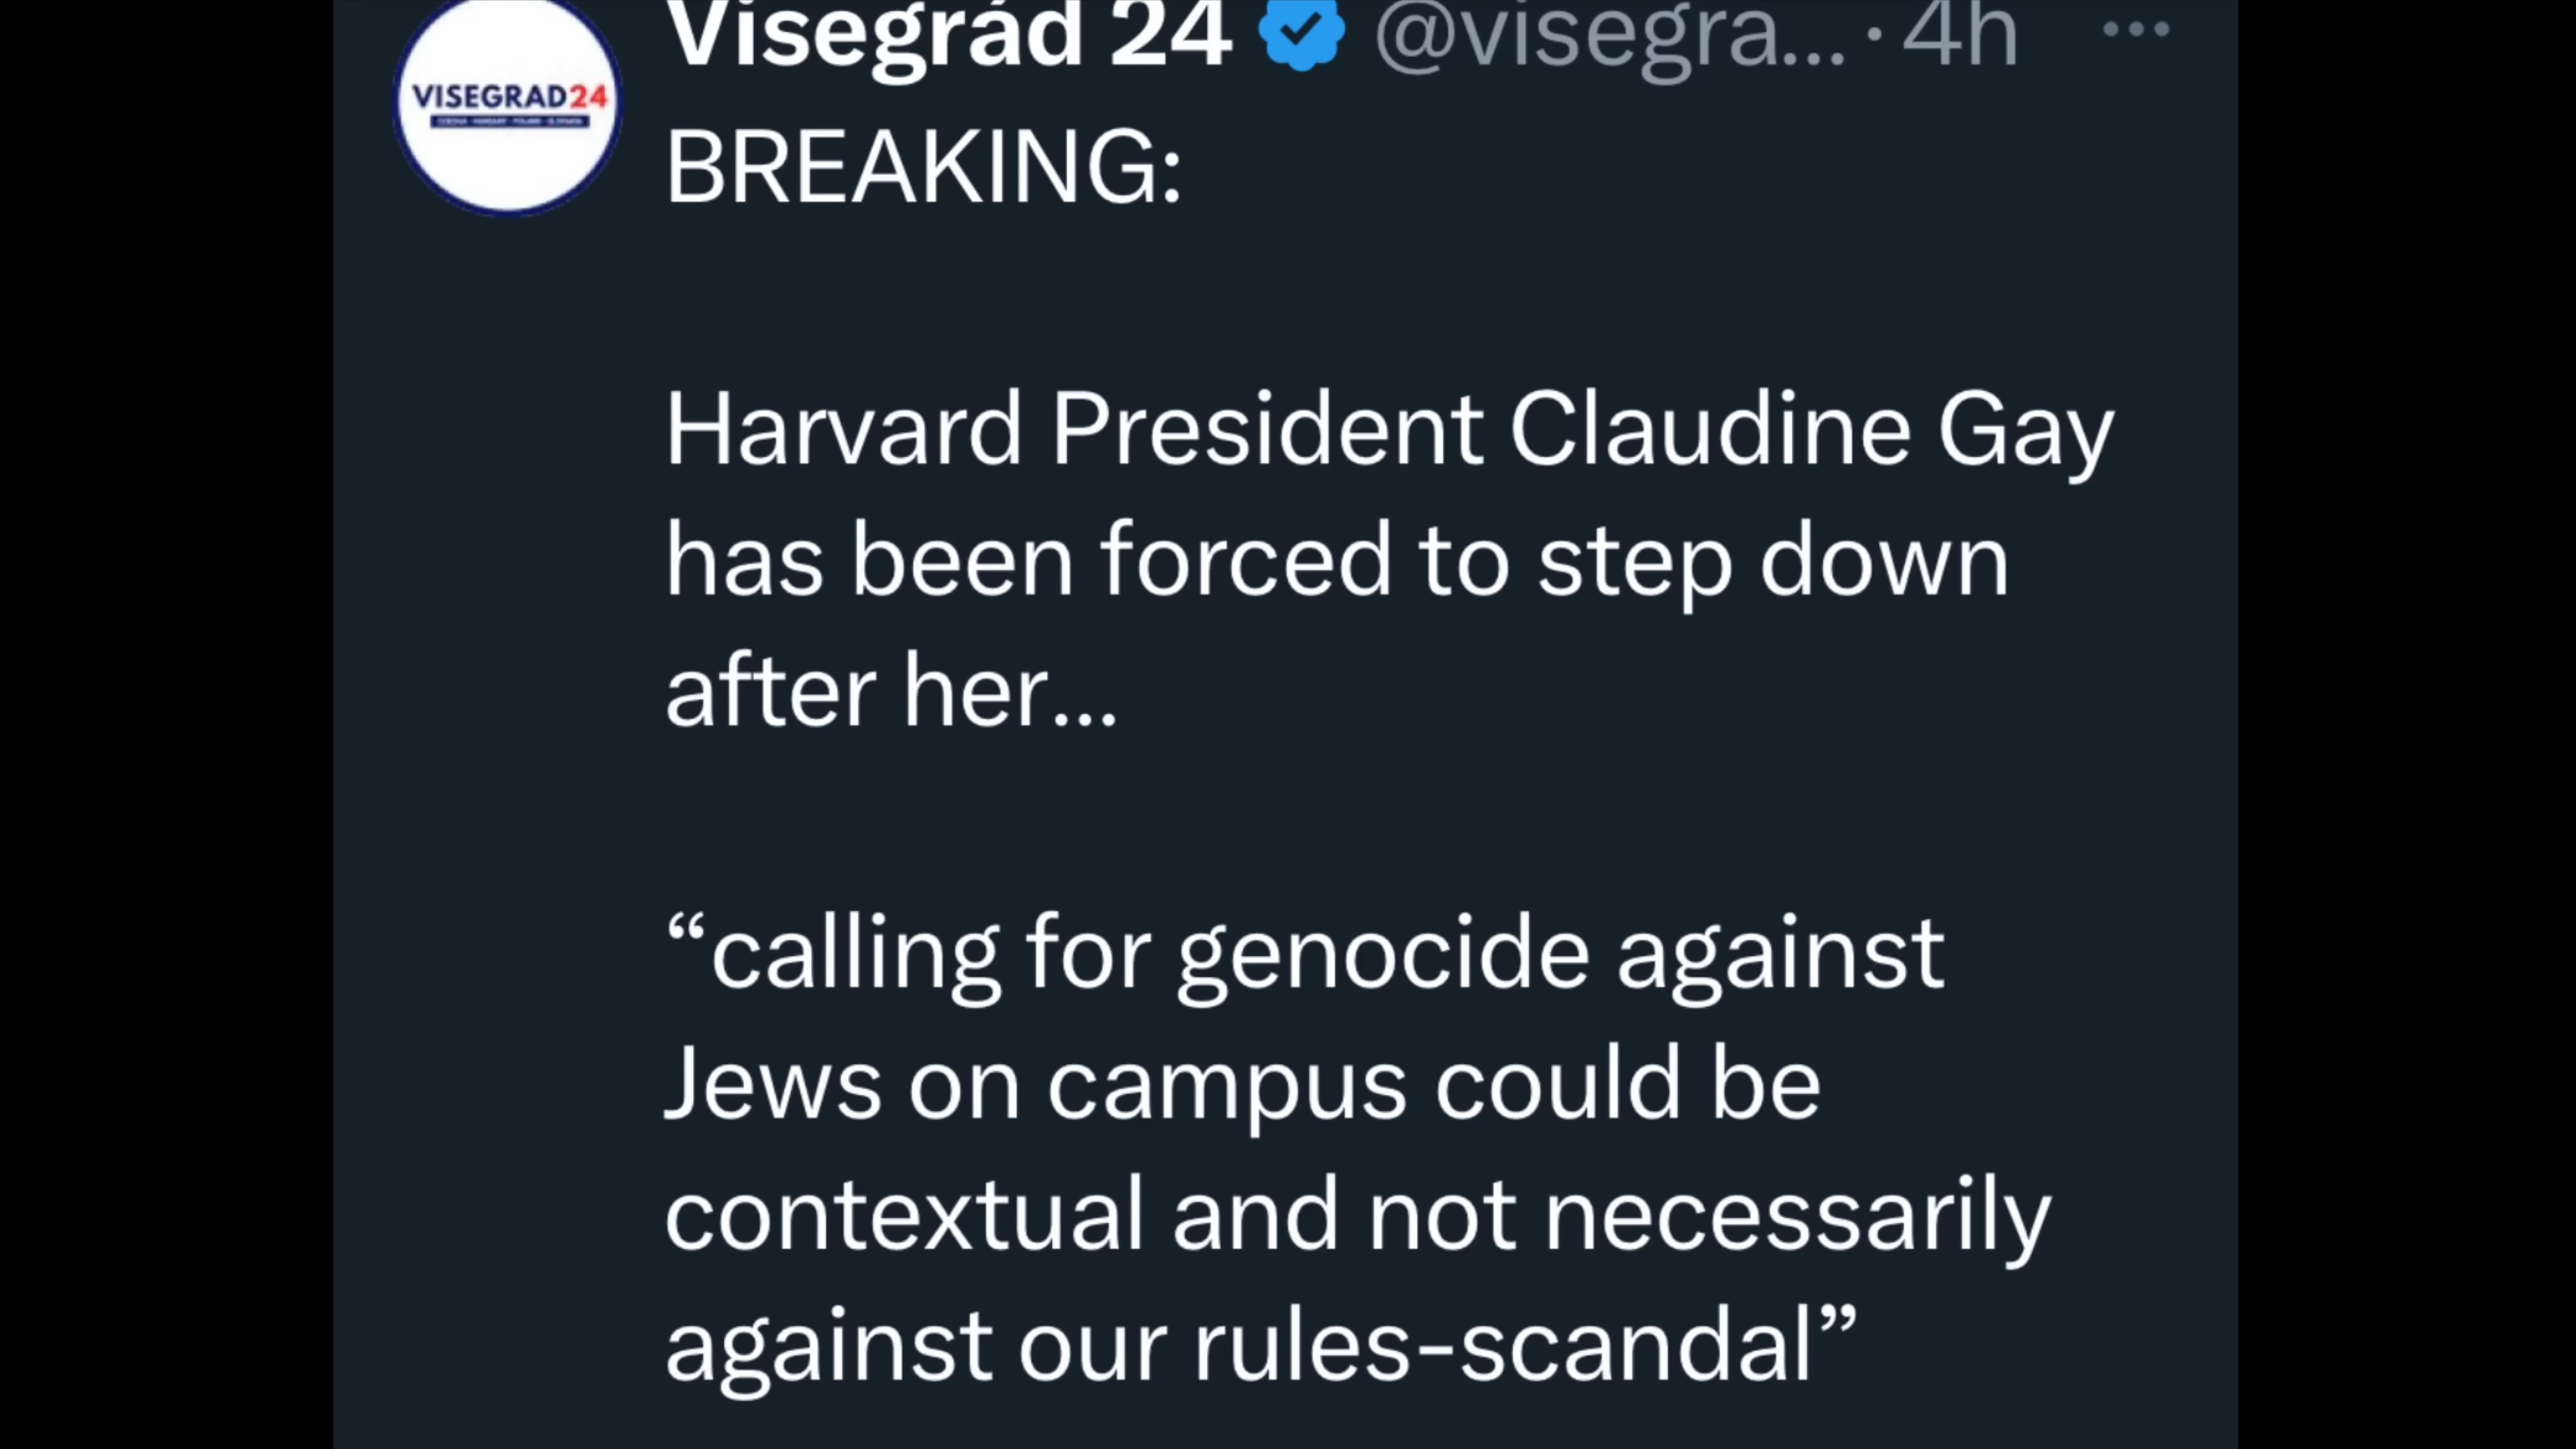 Visegrád 24 @visegra... · 4h
VISEGRAD24
BREAKING:
Harvard President Claudine Gay
has been forced to step down
after her...
“calling for genocide against
Jews on campus could be
contextual and not necessarily
against our rules-scandal”